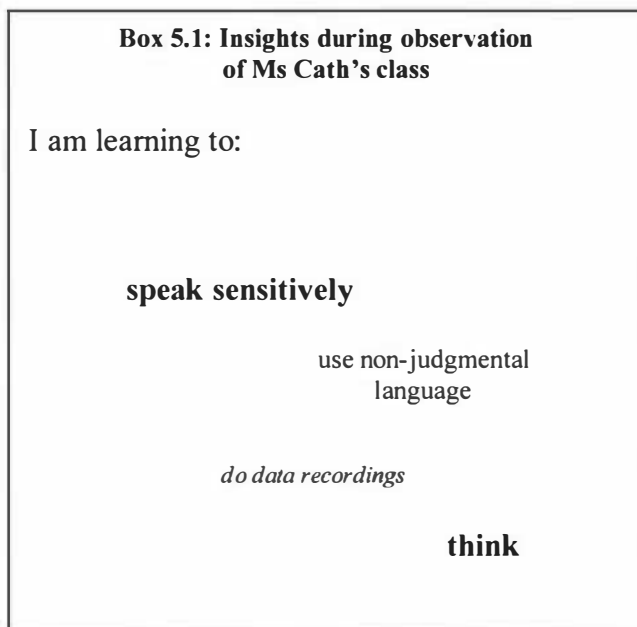 Box 5.1: Insights during observation
of Ms Cath's class
I am learning to:
speak sensitively
use non-judgmental
language
do data recordings
think